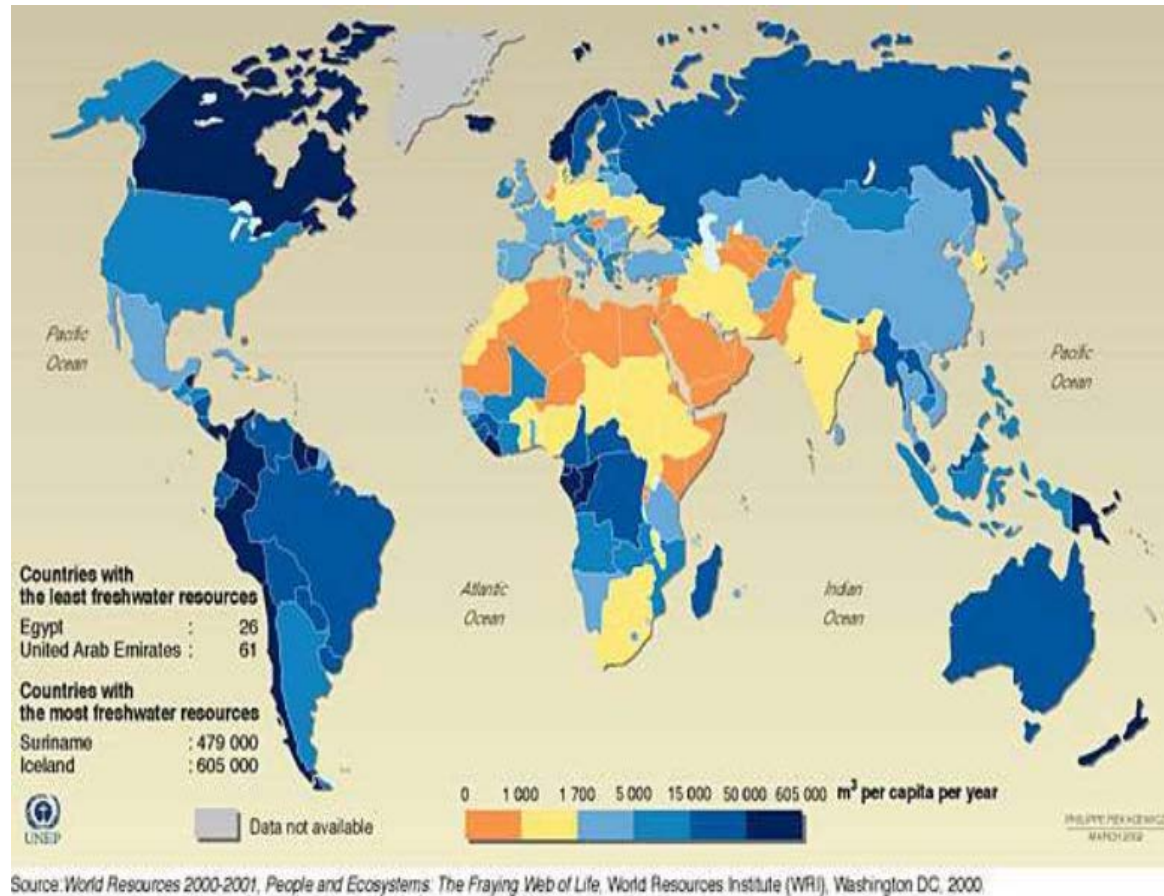 Pacific
Ocean
Pacific
Ocean
Atlantic
Ocean
Indian
Ocean
Countries with
the least freshwater resources
Egypt : 26
United Arab Emirates : 61
Countries with
the most freshwater resources
Suriname : 479 000
Iceland : 605 000
0 1 000 1 700 5 000 15 000 50 000 605 000 m³ per capita per year
UNEP
Data not available
MARCH 2002
Source: World Resources 2000-2001, People and Ecosystems: The Fraying Web of Life, World Resources Institute (WRI), Washington DC, 2000